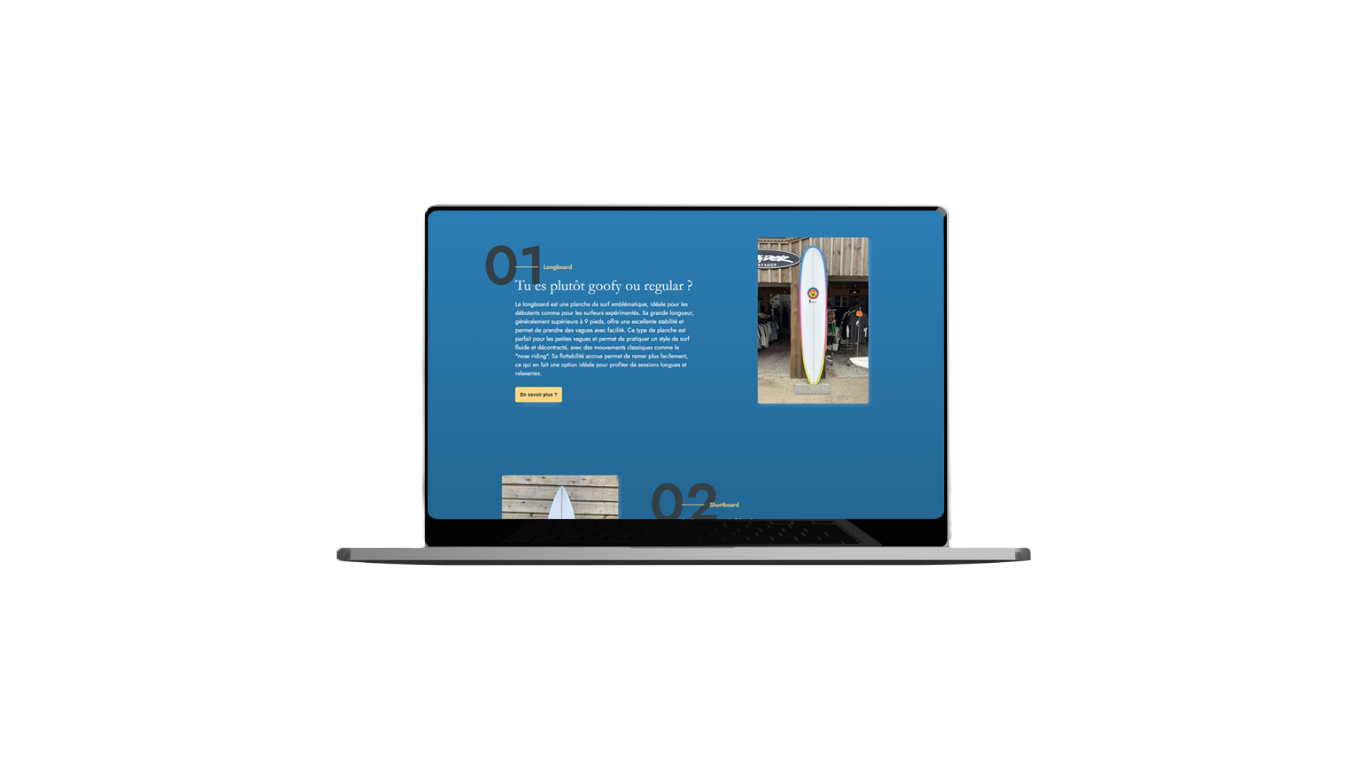 01
Longboard
Tu es plutôt goofy ou regular ?
Le longboard est une planche de surf emblématique, idéale pour les
débutants comme pour les surfeurs expérimentés. Sa grande longueur,
généralement supérieure à 9 pieds, offre une excellente stabilité et
permet de prendre des vagues avec facilité. Ce type de planche est
parfait pour les petites vagues et permet de pratiquer un style de surf
fluide et décontracté, avec des mouvements classiques comme le
"nose riding". Sa flottabilité accrue permet de ramer plus facilement,
ce qui en fait une option idéale pour profiter de sessions longues et
relaxantes.
En savoir plus ?
02
Shortboard